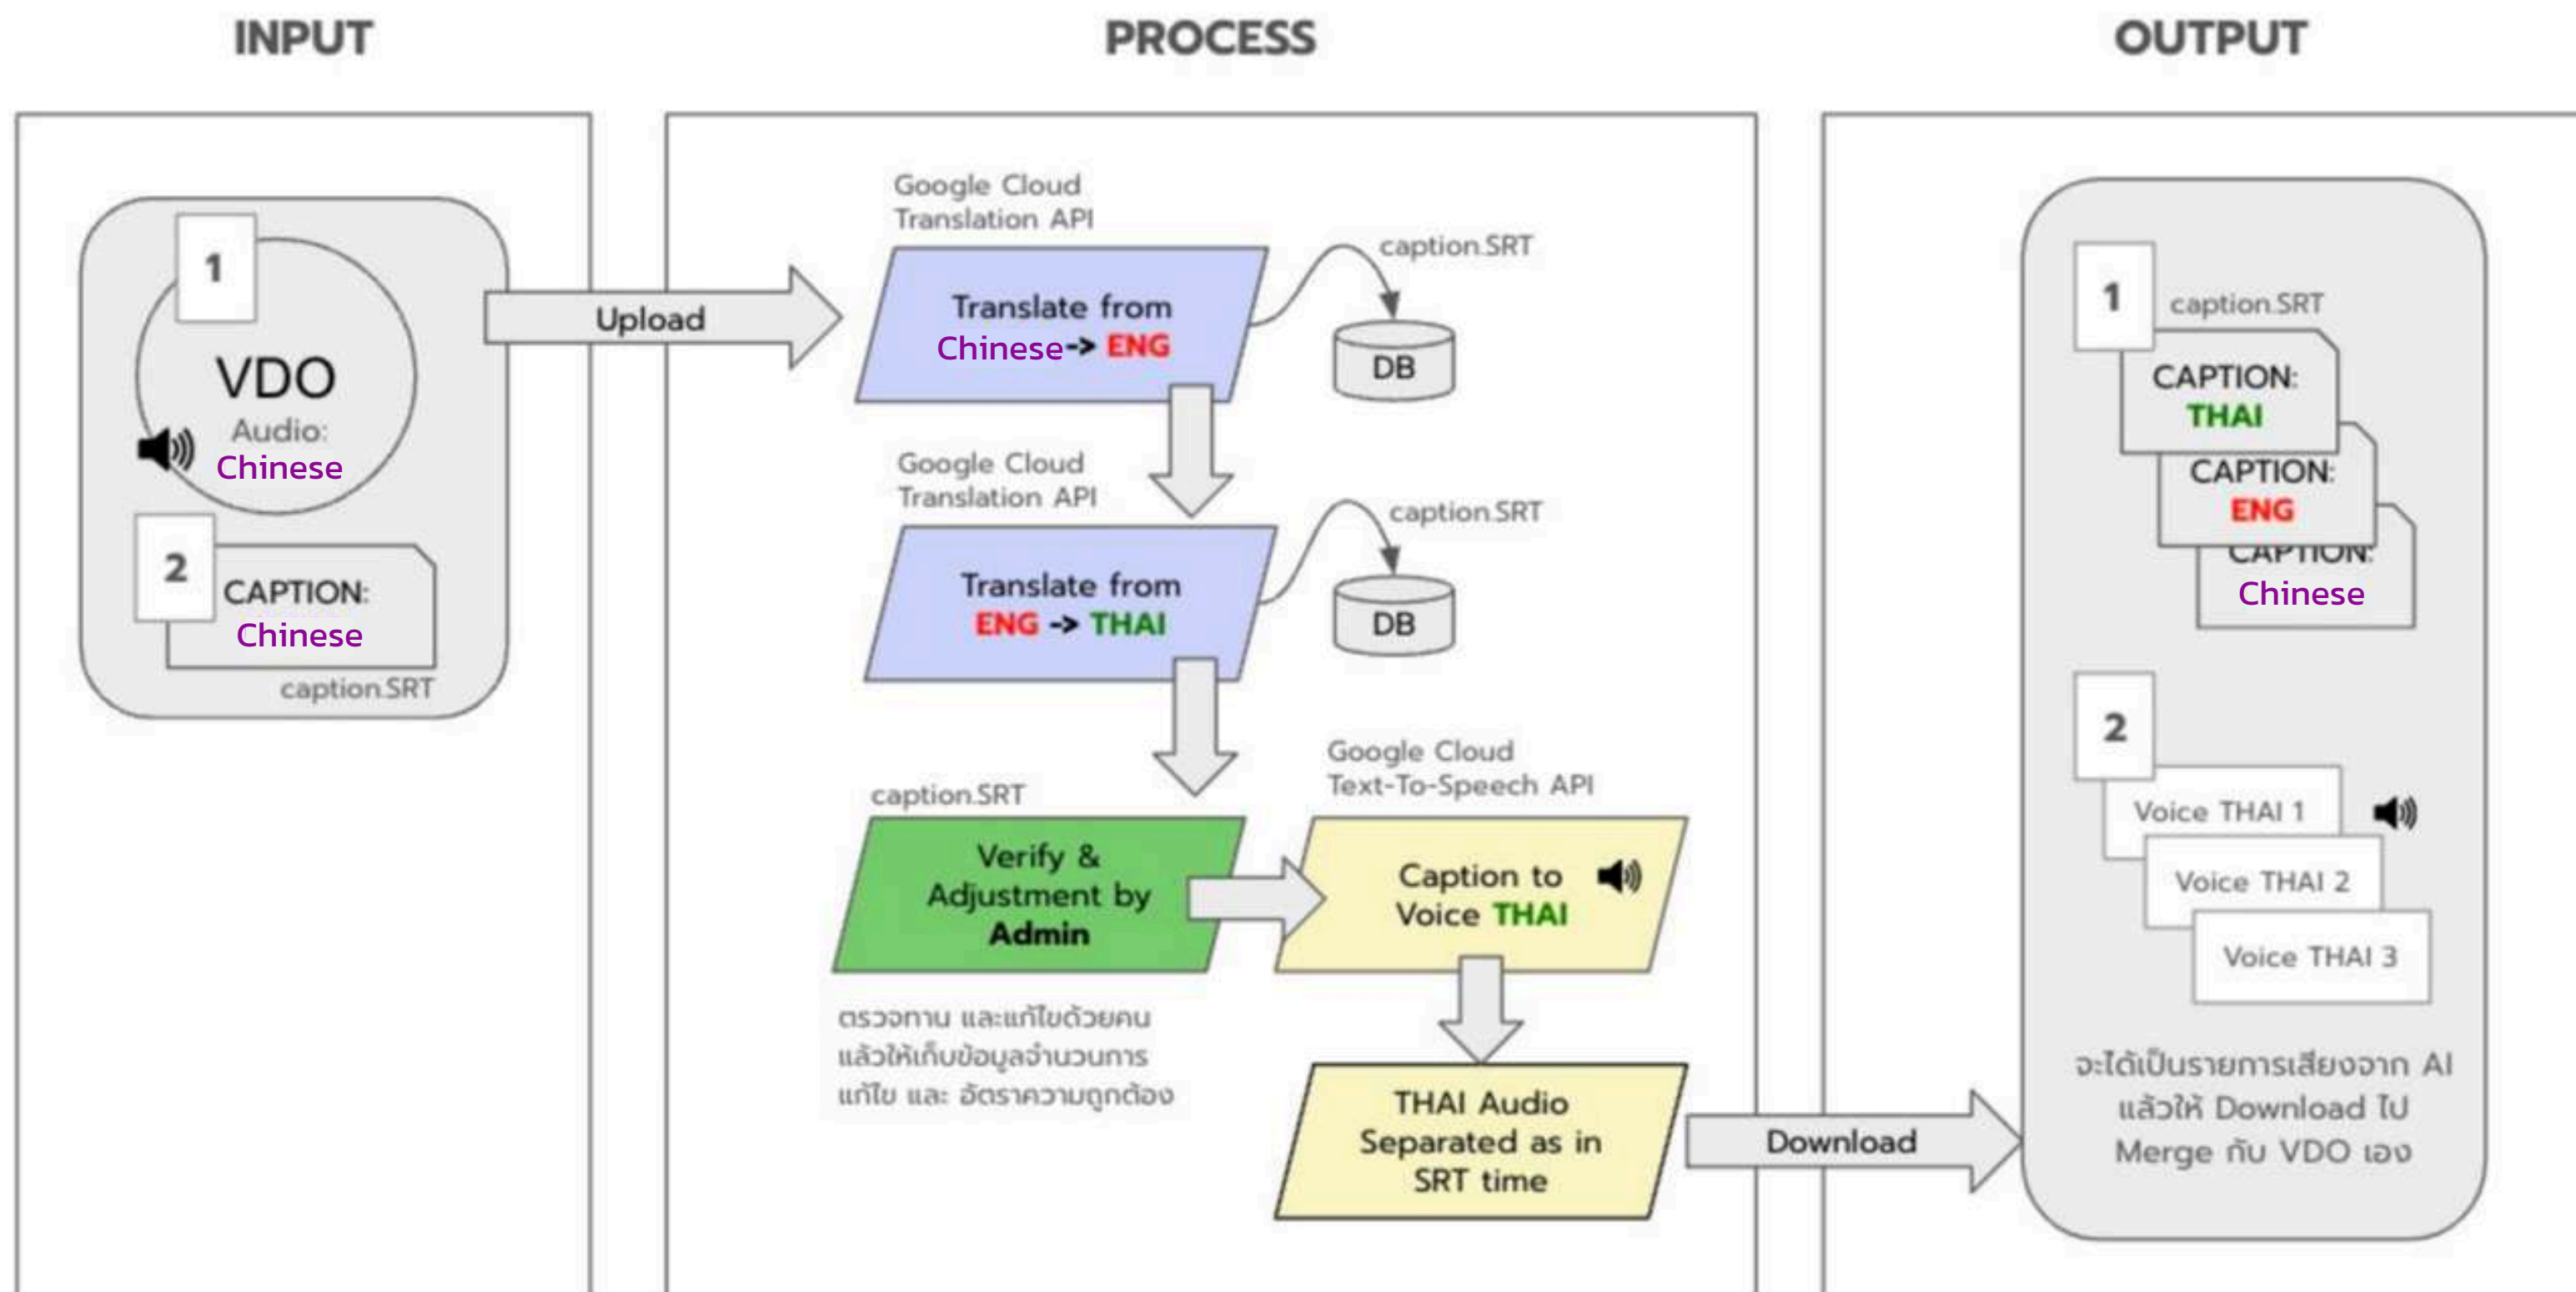 INPUT
PROCESS
OUTPUT
1
VDO
Audio:
Chinese
2
CAPTION:
Chinese
caption.SRT
Upload
Google Cloud
Translation API
Translate from
Chinese-> ENG
caption.SRT
DB
Google Cloud
Translation API
Translate from
ENG -> THAI
caption.SRT
DB
caption.SRT
Verify &
Adjustment by
Admin
ตรวจทาน และแก้ไขด้วยคน
แล้วให้เก็บข้อมูลจำนวนการ
แก้ไข และ อัตราความถูกต้อง
Google Cloud
Text-To-Speech API
Caption to
Voice THAI
THAI Audio
Separated as in
SRT time
Download
1
caption.SRT
CAPTION:
THAI
CAPTION:
ENG
CAPTION:
Chinese
2
Voice THAI 1
Voice THAI 2
Voice THAI 3
จะได้เป็นรายการเสียงจาก AI
แล้วให้ Download ไป
Merge กับ VDO เอง